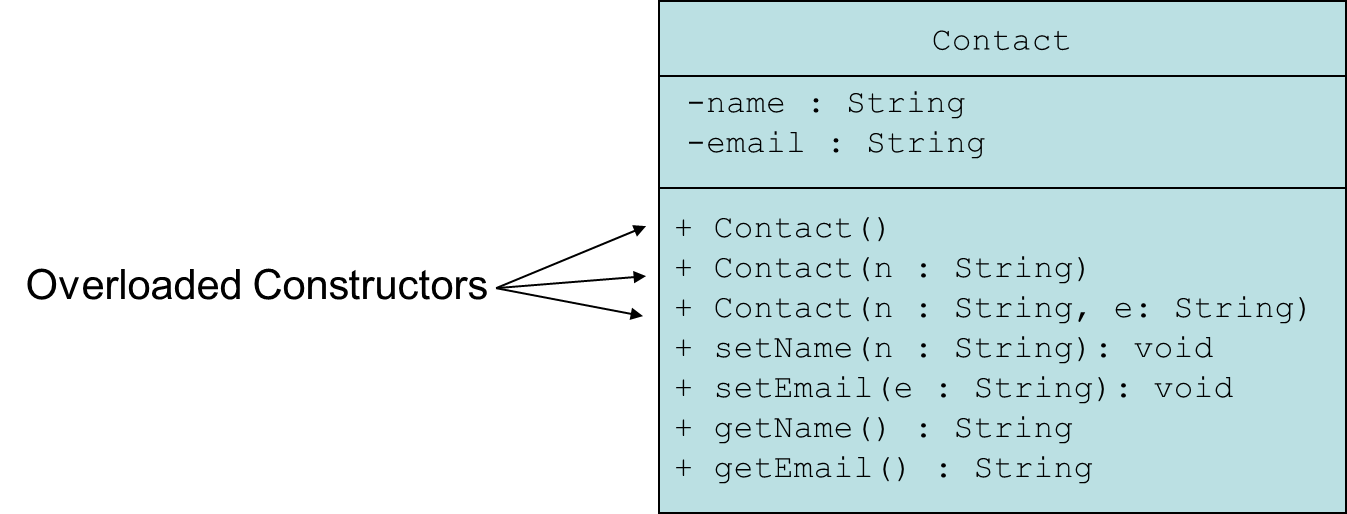 Contact
-name : String
-email : String
Overloaded Constructors
+ Contact()
+ Contact(n : String)
+ Contact(n : String, e: String)
+ setName(n : String): void
+ setEmail(e : String): void
+ getName() : String
+ getEmail() : String